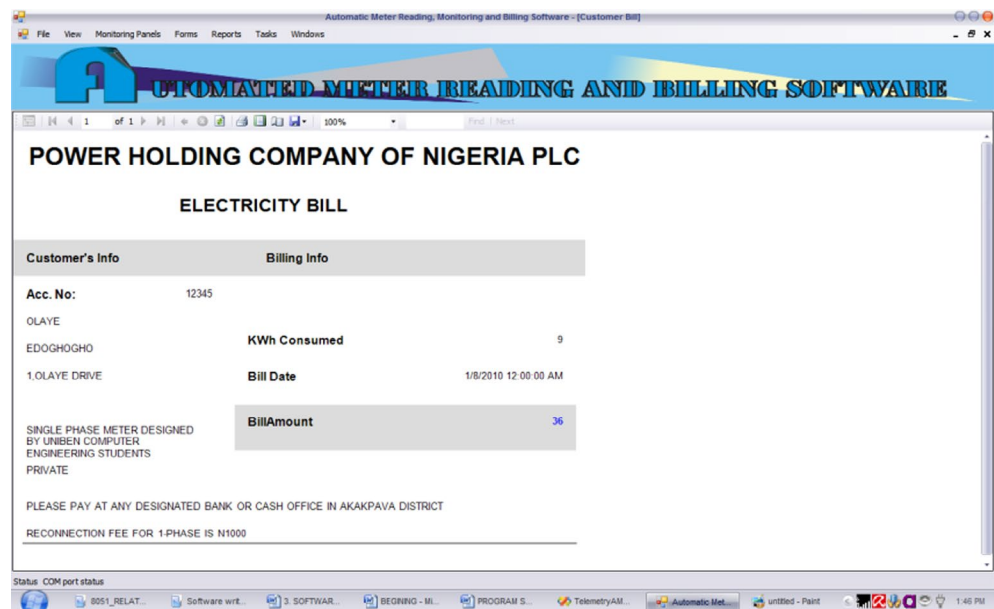 Automatic Meter Reading, Monitoring and Billing Software - [Customer Bill]
File View Monitoring Panels Forms Reports Tasks Windows
AUTOMATED METER READING AND BILLING SOFTWARE
1 of 1 100% Find | Next
POWER HOLDING COMPANY OF NIGERIA PLC
ELECTRICITY BILL
Customer's Info Billing Info
Acc. No: 12345
OLAYE
KWh Consumed 9
EDOGHOGHO
1,OLAYE DRIVE Bill Date 1/8/2010 12:00:00 AM
BillAmount 36
SINGLE PHASE METER DESIGNED
BY UNIBEN COMPUTER
ENGINEERING STUDENTS
PRIVATE
PLEASE PAY AT ANY DESIGNATED BANK OR CASH OFFICE IN AKAKPAVA DISTRICT
RECONNECTION FEE FOR 1-PHASE IS N1000
Status COM port status
8051_RELAT... Software writ... 3. SOFTWAR... BEGINING - Mi... PROGRAM S... TelemetryAM... Automatic Met... untitled - Paint 1:46 PM